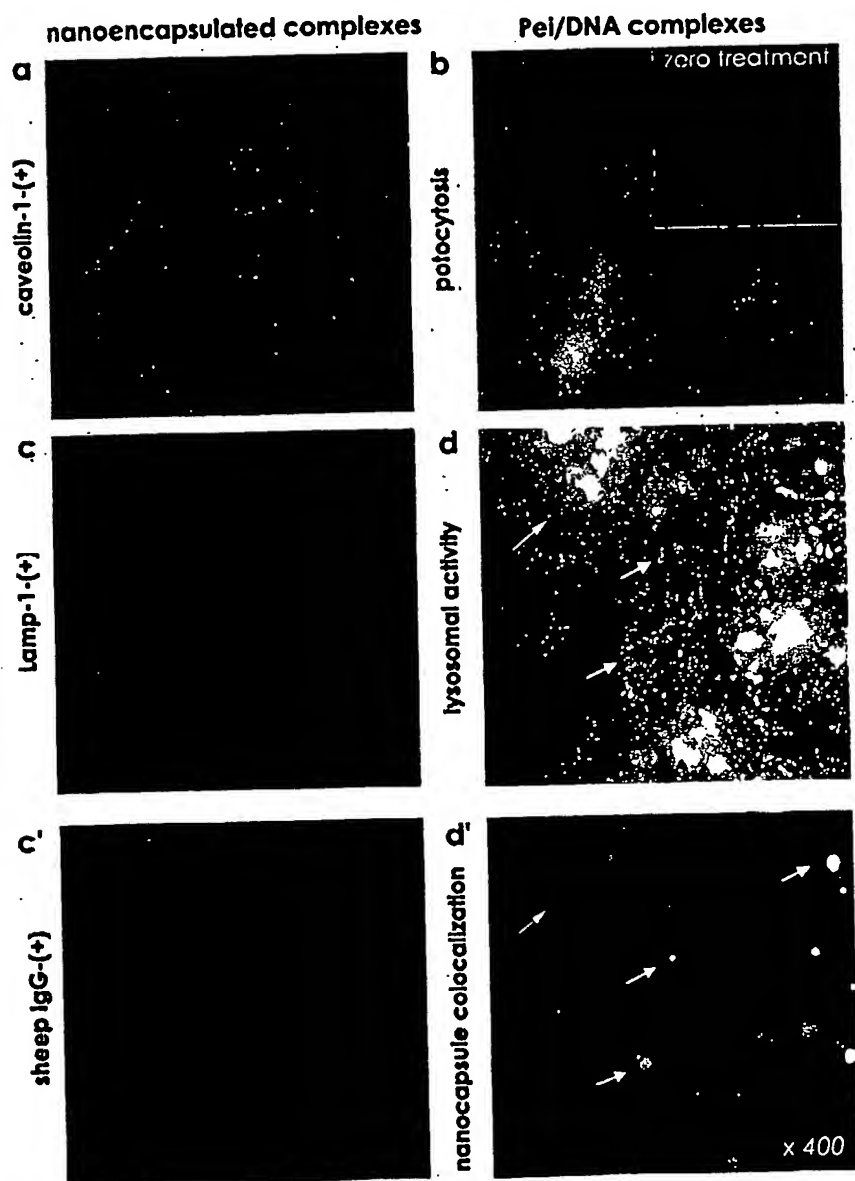 nanoencapsulated complexes
Pei/DNA complexes
a
caveolin-1-(+)
b
potocytosis
zero treatment
c
Lamp-1-(+)
d
lysosomal activity
sheep IgG-(+)
nanocapsule colocalization
x 400